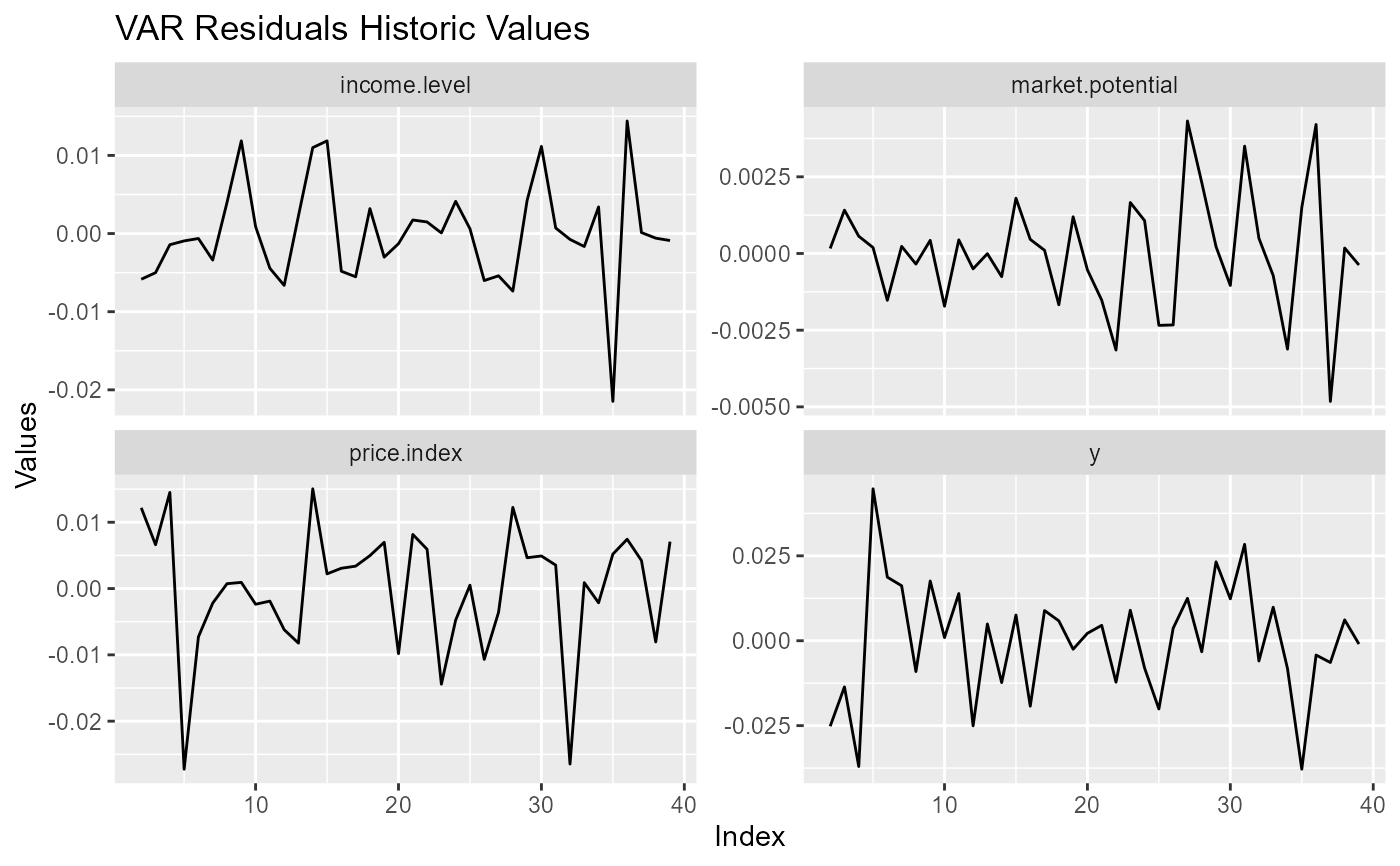 VAR Residuals Historic Values
income.level
market.potential
0.01
0.00
-0.01
-0.02
0.0025
0.0000
-0.0025
-0.0050
Values
price.index
y
0.01
0.00
-0.01
-0.02
0.025
0.000
-0.025
10 20 30 40
10 20 30 40
Index